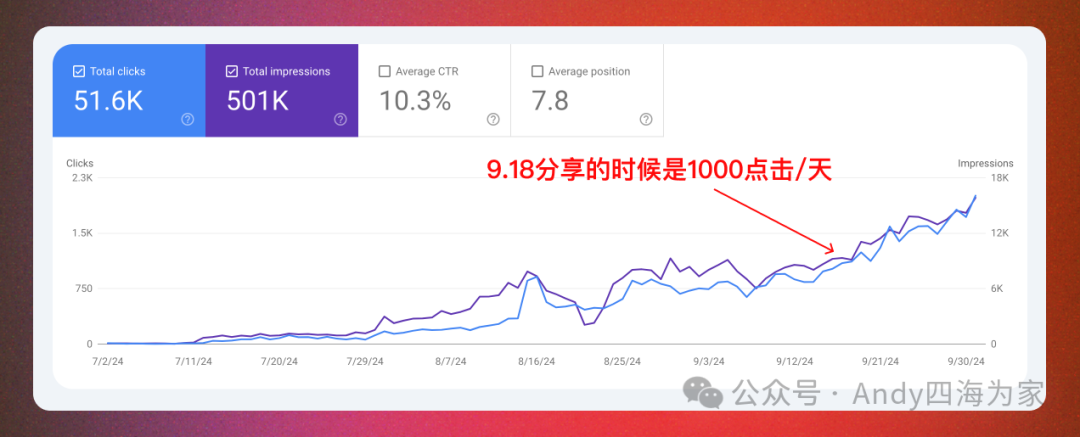 Total clicks
51.6K
Total impressions
501K
Average CTR
10.3%
Average position
7.8
Clicks
Impressions
9.18分享的时候是1000点击/天
2.3K
18K
1.5K
12K
750
6K
0
0
7/2/24 7/11/24 7/20/24 7/29/24 8/7/24 8/16/24 8/25/24 9/3/24 9/12/24 9/21/24 9/30/24
公众号 · Andy四海为家